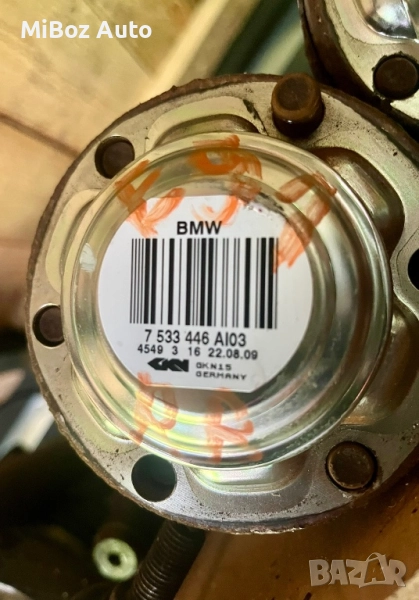 MiBoz Auto
BMW
7 533 446 AI03
4549 3 16 22.08.09
GKN GKN15
GERMANY
BAZAR